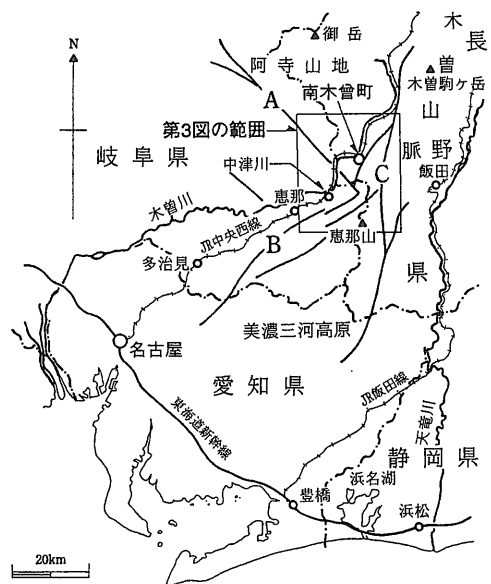 N
御岳
阿寺山地
木
曽
山
脈
長
野
県
木曽駒ヶ岳
南木曾町
A
第3図の範囲
岐阜県
中津川
C
飯田
恵那
木曽川
JR中央西線
B
恵那山
多治見
美濃三河高原
名古屋
愛知県
JR飯田線
東海道新幹線
天竜川
静岡県
浜名湖
豊橋
浜松
20km